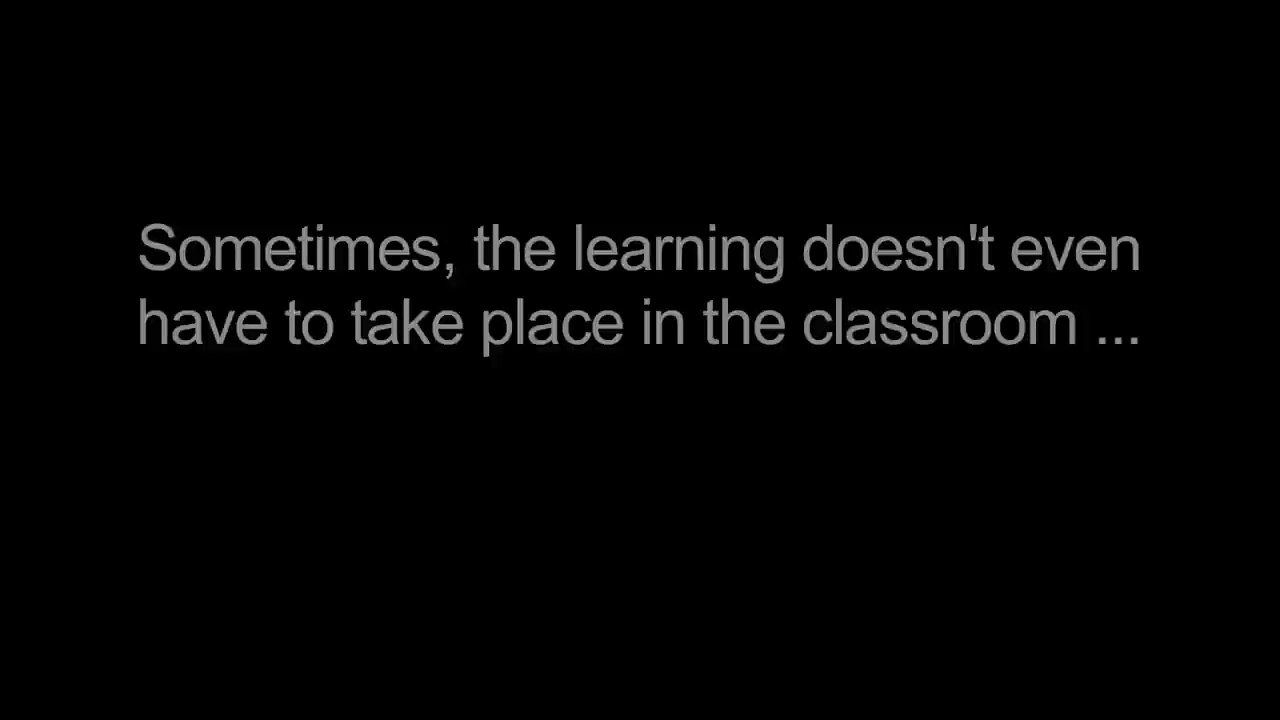 Sometimes, the learning doesn't even
have to take place in the classroom ...